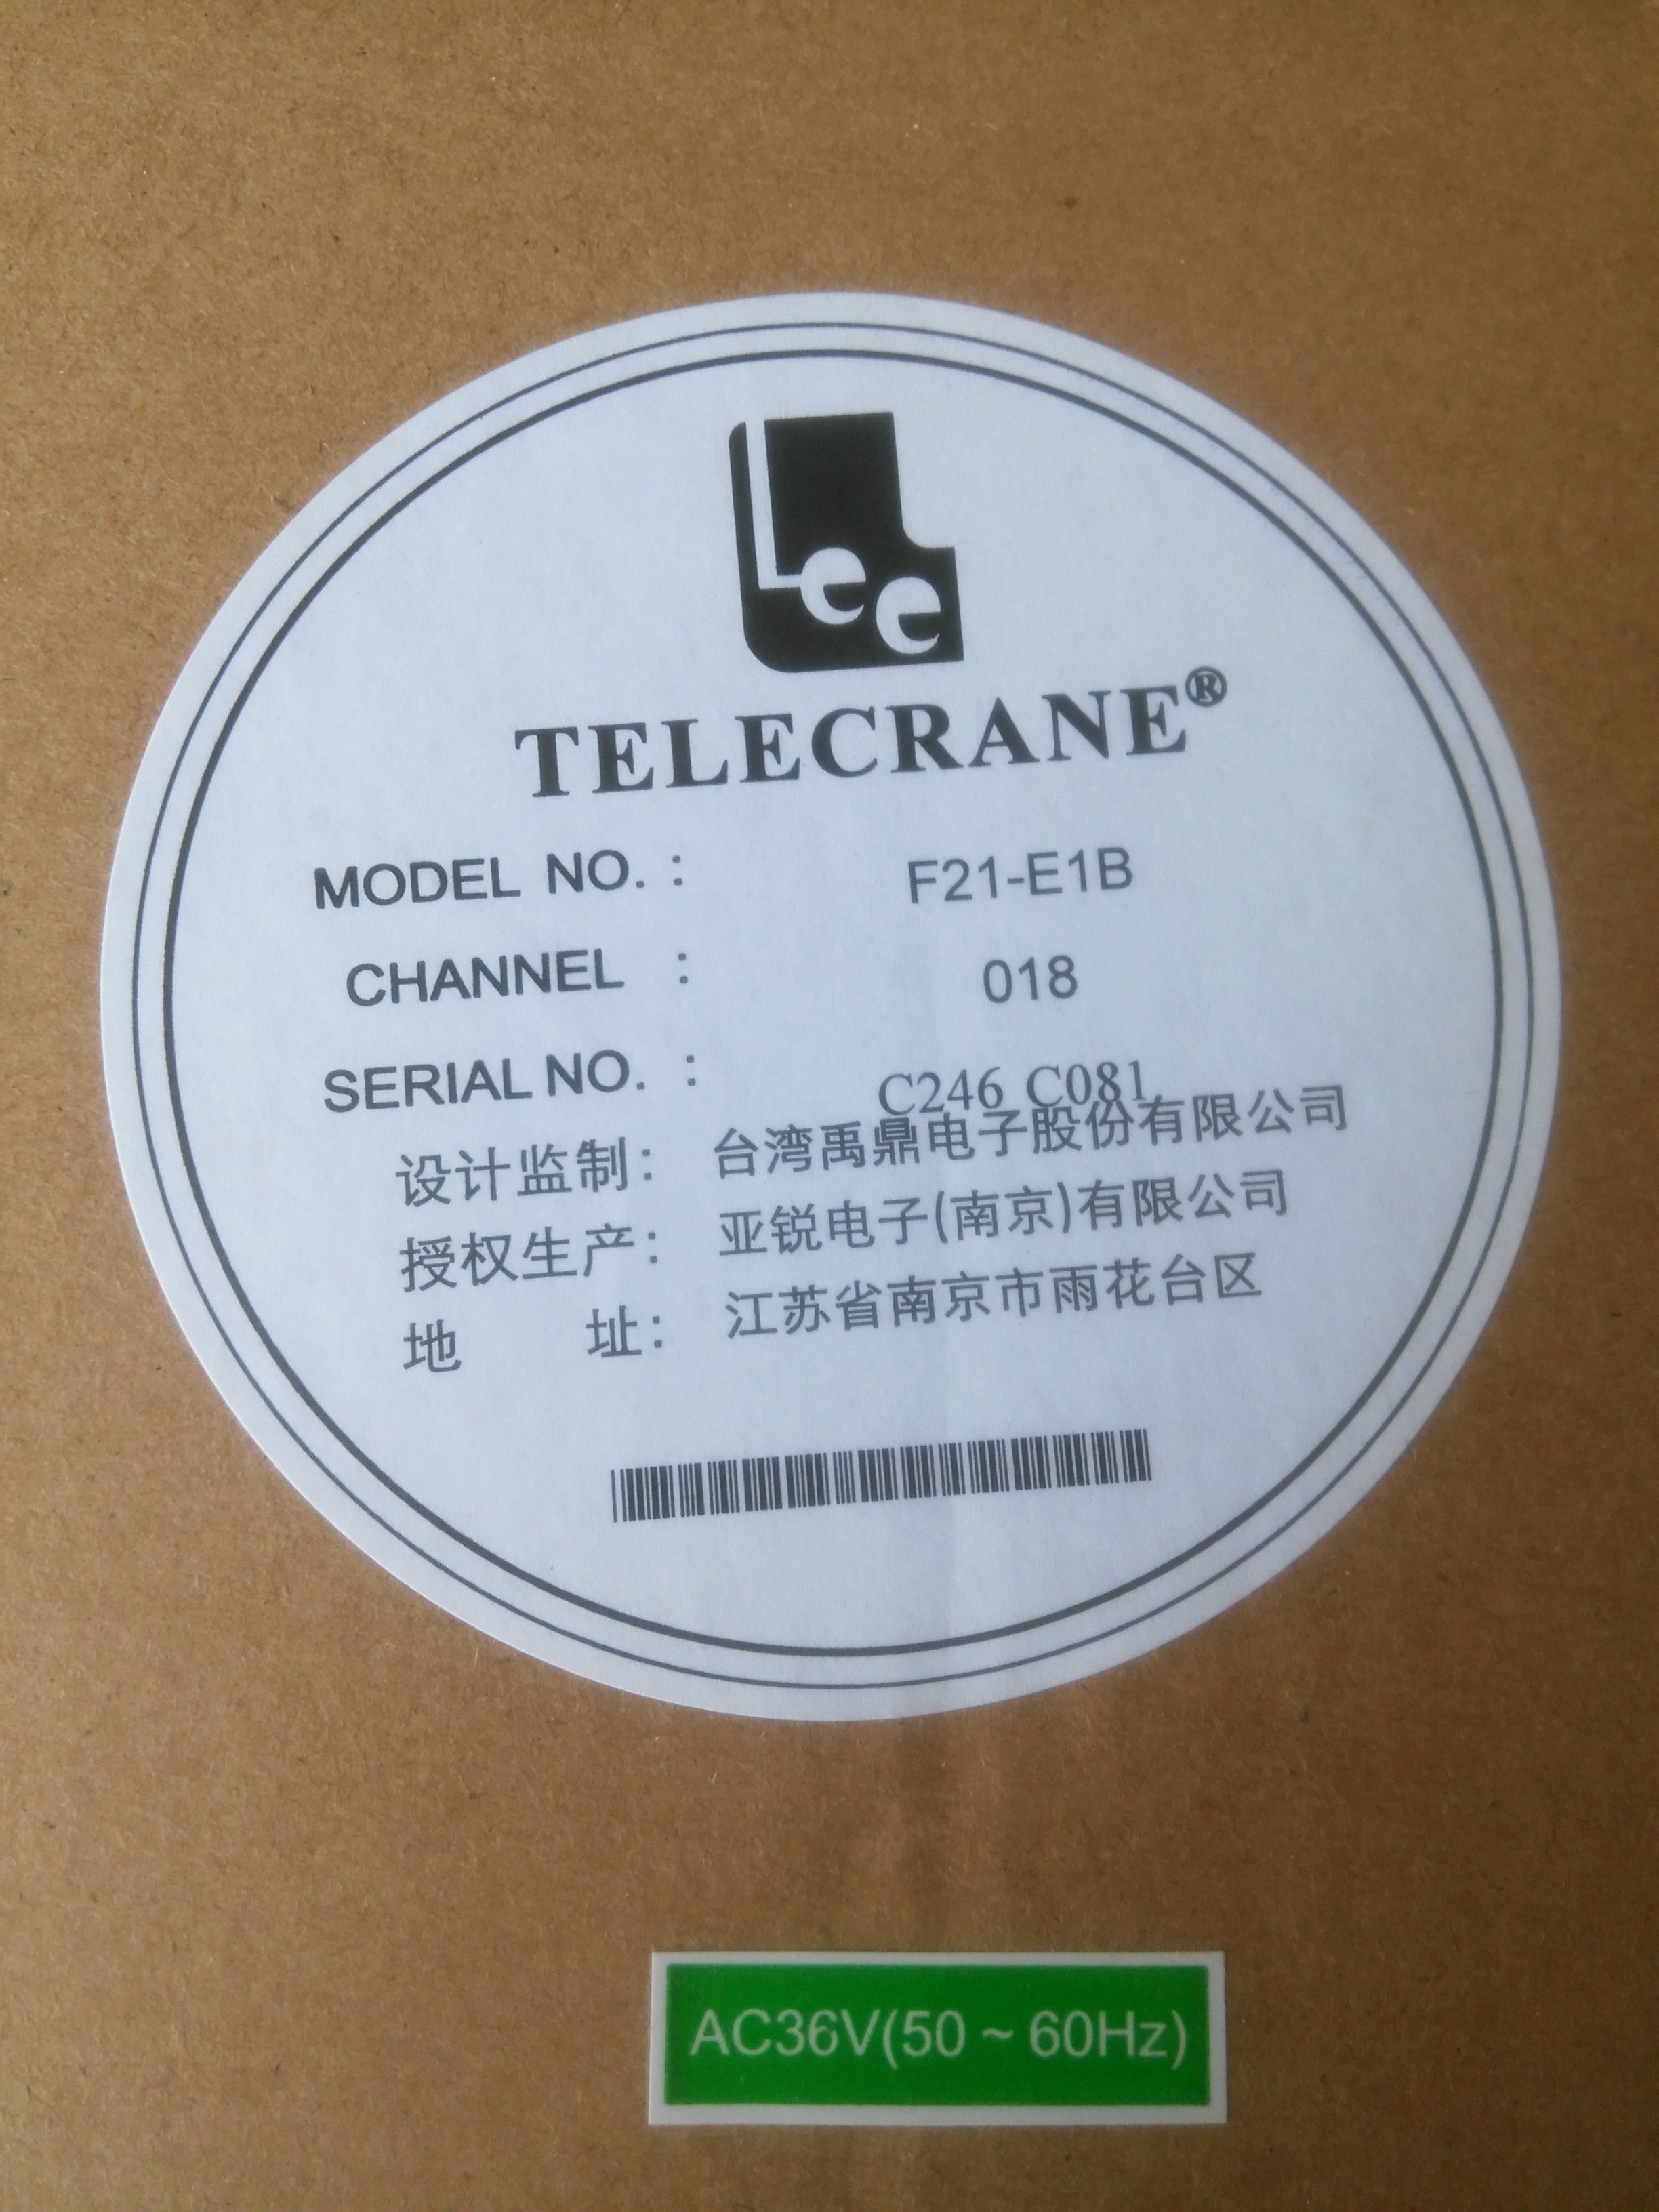 Lee
TELECRANE®
MODEL NO. : F21-E1B
CHANNEL : 018
SERIAL NO. : C246 C081
设计监制: 台湾禹鼎电子股份有限公司
授权生产: 亚锐电子(南京)有限公司
地 址: 江苏省南京市雨花台区
AC36V(50~60Hz)